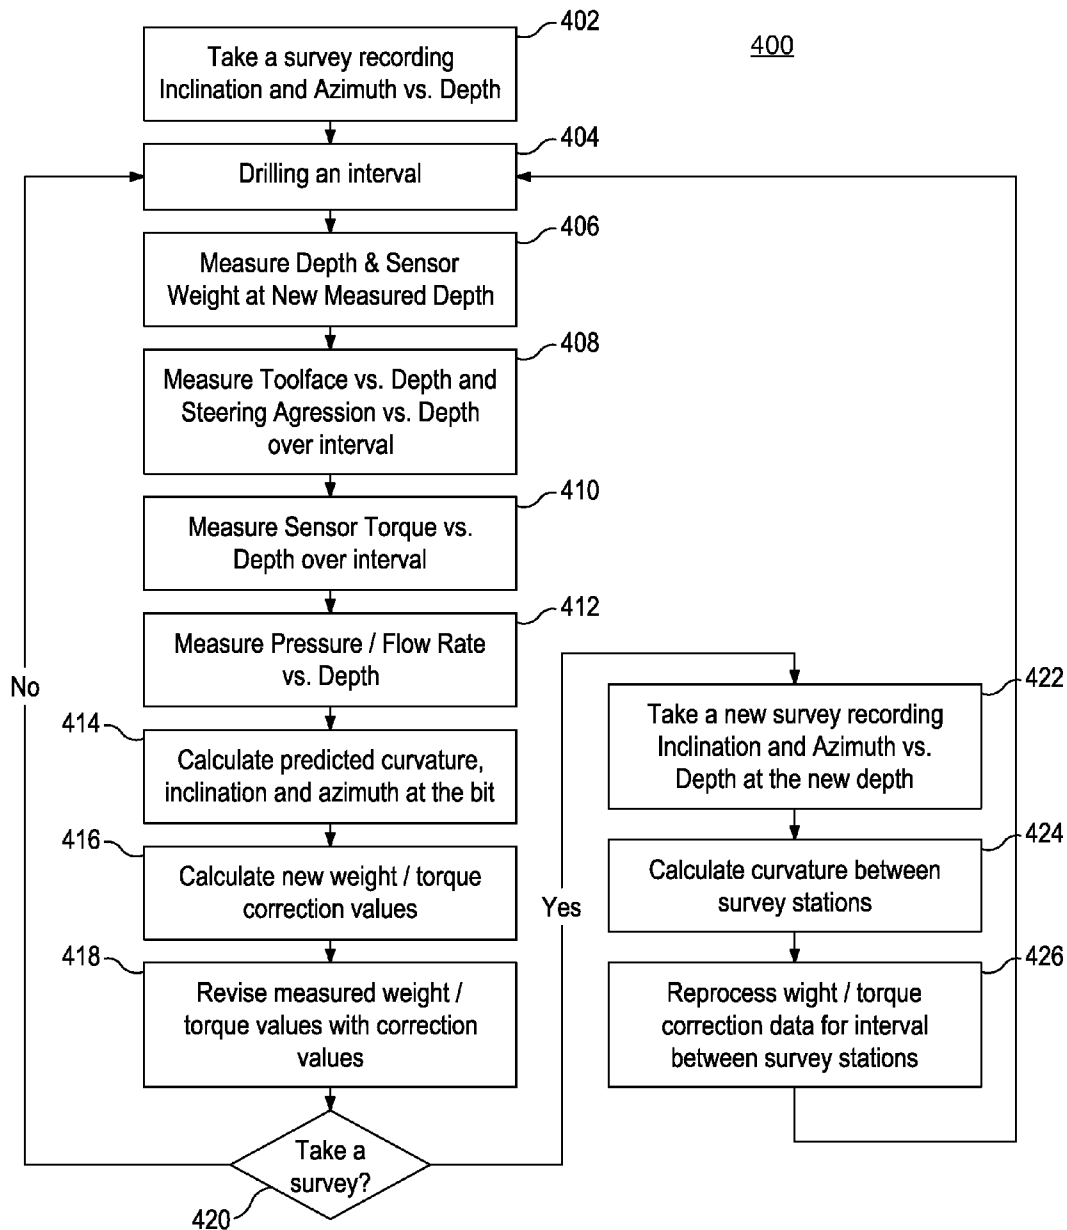 402
400
Take a survey recording
Inclination and Azimuth vs. Depth
404
Drilling an interval
406
Measure Depth & Sensor
Weight at New Measured Depth
408
Measure Toolface vs. Depth and
Steering Agression vs. Depth
over interval
410
Measure Sensor Torque vs.
Depth over interval
412
Measure Pressure / Flow Rate
vs. Depth
No
414
Calculate predicted curvature,
inclination and azimuth at the bit
416
Calculate new weight / torque
correction values
418
Revise measured weight /
torque values with correction
values
Take a
survey?
420
Yes
422
Take a new survey recording
Inclination and Azimuth vs.
Depth at the new depth
424
Calculate curvature between
survey stations
426
Reprocess wight / torque
correction data for interval
between survey stations